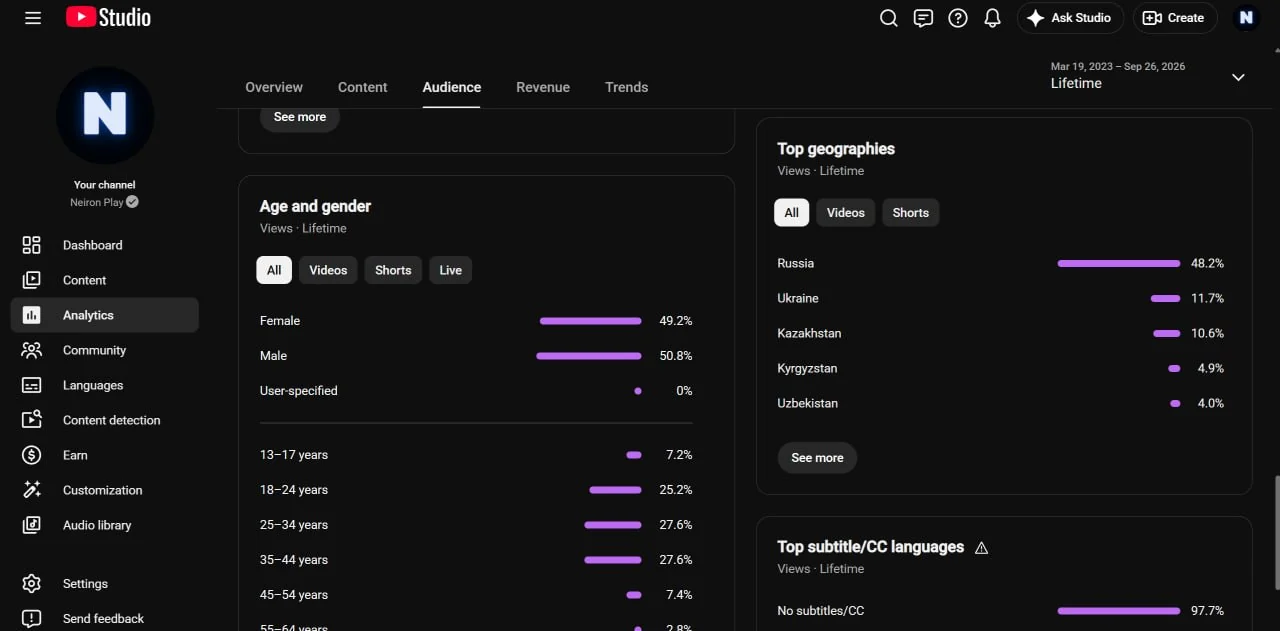 Studio
Ask Studio
Create
N
N
Your channel
Neiron Play
Dashboard
Content
Analytics
Community
Languages
Content detection
Earn
Customization
Audio library
Settings
Send feedback
Overview Content Audience Revenue Trends
Mar 19, 2023 – Sep 26, 2026
Lifetime
See more
Age and gender
Views · Lifetime
All Videos Shorts Live
Female 49.2%
Male 50.8%
User-specified 0%
13–17 years 7.2%
18–24 years 25.2%
25–34 years 27.6%
35–44 years 27.6%
45–54 years 7.4%
55–64 years 2.8%
Top geographies
Views · Lifetime
All Videos Shorts
Russia 48.2%
Ukraine 11.7%
Kazakhstan 10.6%
Kyrgyzstan 4.9%
Uzbekistan 4.0%
See more
Top subtitle/CC languages
Views · Lifetime
No subtitles/CC 97.7%